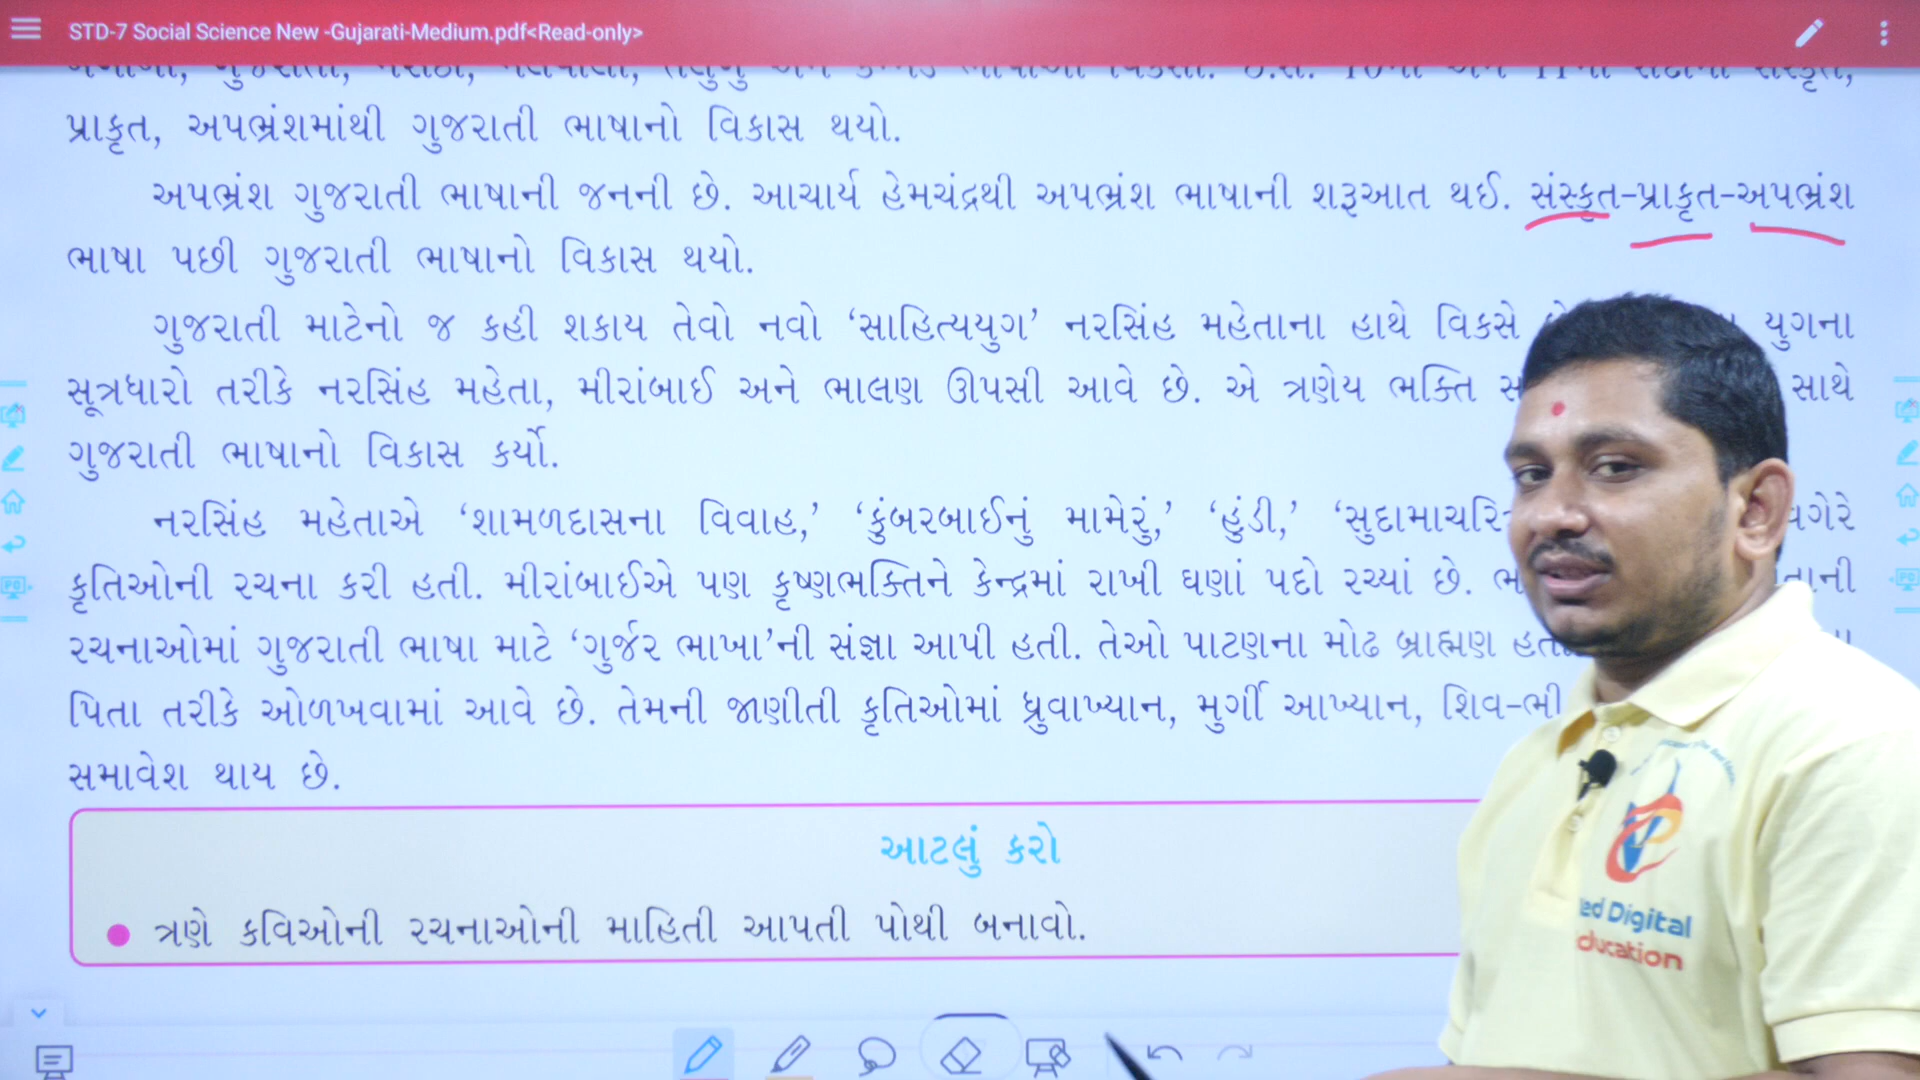 STD-7 Social Science New -Gujarati-Medium.pdf<Read-only>
પ્રાકૃત, અપભ્રંશમાંથી ગુજરાતી ભાષાનો વિકાસ થયો.
અપભ્રંશ ગુજરાતી ભાષાની જનની છે. આચાર્ય હેમચંદ્રથી અપભ્રંશ ભાષાની શરૂઆત થઈ. સંસ્કૃત-પ્રાકૃત-અપભ્રંશ
ભાષા પછી ગુજરાતી ભાષાનો વિકાસ થયો.
ગુજરાતી માટેનો જ કહી શકાય તેવો નવો ‘સાહિત્યયુગ’ નરસિંહ મહેતાના હાથે વિકસે યુગના
સૂત્રધારો તરીકે નરસિંહ મહેતા, મીરાંબાઈ અને ભાલણ ઊપસી આવે છે. એ ત્રણેય ભક્તિ સાથે
ગુજરાતી ભાષાનો વિકાસ કર્યો.
નરસિંહ મહેતાએ ‘શામળદાસના વિવાહ,’ ‘કુંબરબાઈનું મામેરું,’ ‘હુંડી,’ ‘સુદામાચરિત્ર વગેરે
કૃતિઓની રચના કરી હતી. મીરાંબાઈએ પણ કૃષ્ણભક્તિને કેન્દ્રમાં રાખી ઘણાં પદો રચ્યાં છે.
રચનાઓમાં ગુજરાતી ભાષા માટે ‘ગુર્જર ભાખા’ની સંજ્ઞા આપી હતી. તેઓ પાટણના મોઢ બ્રાહ્મણ
પિતા તરીકે ઓળખવામાં આવે છે. તેમની જાણીતી કૃતિઓમાં ધ્રુવાખ્યાન, મુર્ગી આખ્યાન, શિવ-ભી
સમાવેશ થાય છે.
આટલું કરો
ત્રણે કવિઓની રચનાઓની માહિતી આપતી પોથી બનાવો.
Digital
ducation